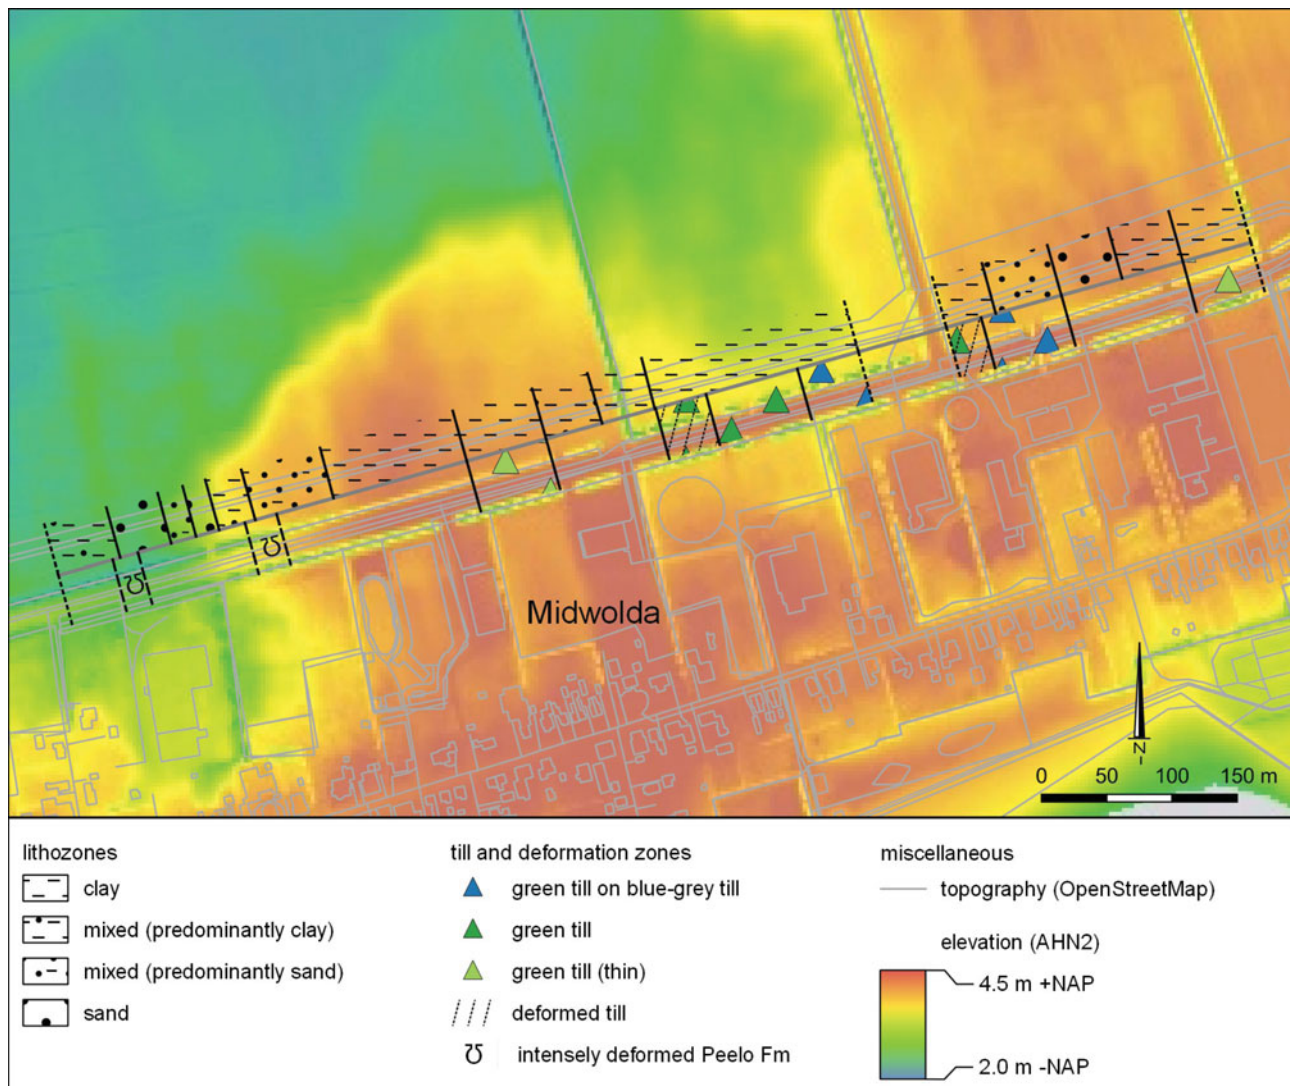 Midwolda
N
0 50 100 150 m
lithozones
clay
mixed (predominantly clay)
mixed (predominantly sand)
sand
till and deformation zones
green till on blue-grey till
green till
green till (thin)
deformed till
intensely deformed Peelo Fm
miscellaneous
topography (OpenStreetMap)
elevation (AHN2)
4.5 m +NAP
2.0 m -NAP